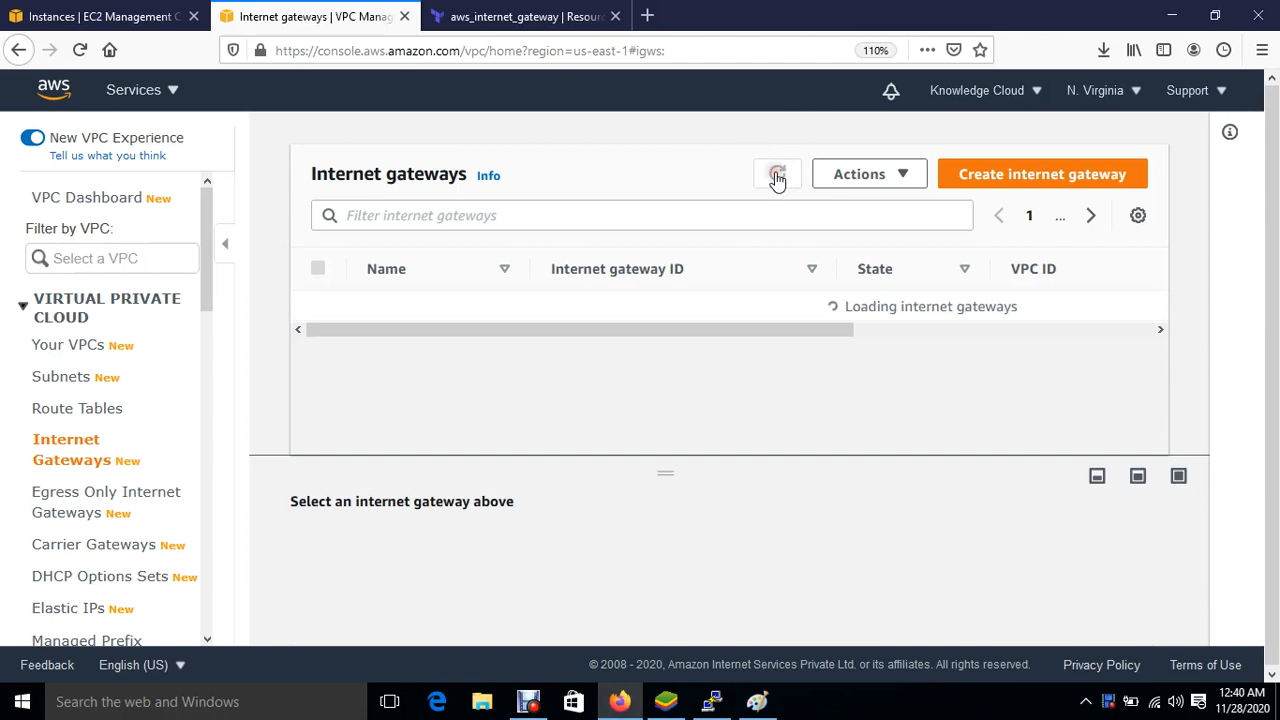 Instances | EC2 Management C
Internet gateways | VPC Manag
aws_internet_gateway | Resourc
https://console.aws.amazon.com/vpc/home?region=us-east-1#igws:
110%
aws
Services
Knowledge Cloud
N. Virginia
Support
New VPC Experience
Tell us what you think
VPC Dashboard New
Filter by VPC:
Select a VPC
VIRTUAL PRIVATE
CLOUD
Your VPCs New
Subnets New
Route Tables
Internet
Gateways New
Egress Only Internet
Gateways New
Carrier Gateways New
DHCP Options Sets New
Elastic IPs New
Managed Prefix
Internet gateways Info
Actions
Create internet gateway
Filter internet gateways
1 ...
Name
Internet gateway ID
State
VPC ID
Loading internet gateways
Select an internet gateway above
Feedback
English (US)
© 2008 - 2020, Amazon Internet Services Private Ltd. or its affiliates. All rights reserved.
Privacy Policy
Terms of Use
Search the web and Windows
12:40 AM
11/28/2020